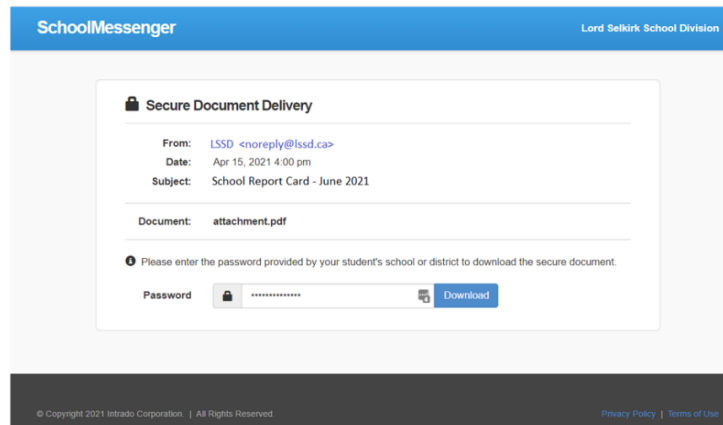 SchoolMessenger
Lord Selkirk School Division
Secure Document Delivery
From: LSSD <noreply@lssd.ca>
Date: Apr 15, 2021 4:00 pm
Subject: School Report Card - June 2021
Document: attachment.pdf
Please enter the password provided by your student's school or district to download the secure document.
Password •••••••••••••• Download
© Copyright 2021 Intrado Corporation. | All Rights Reserved.
Privacy Policy | Terms of Use